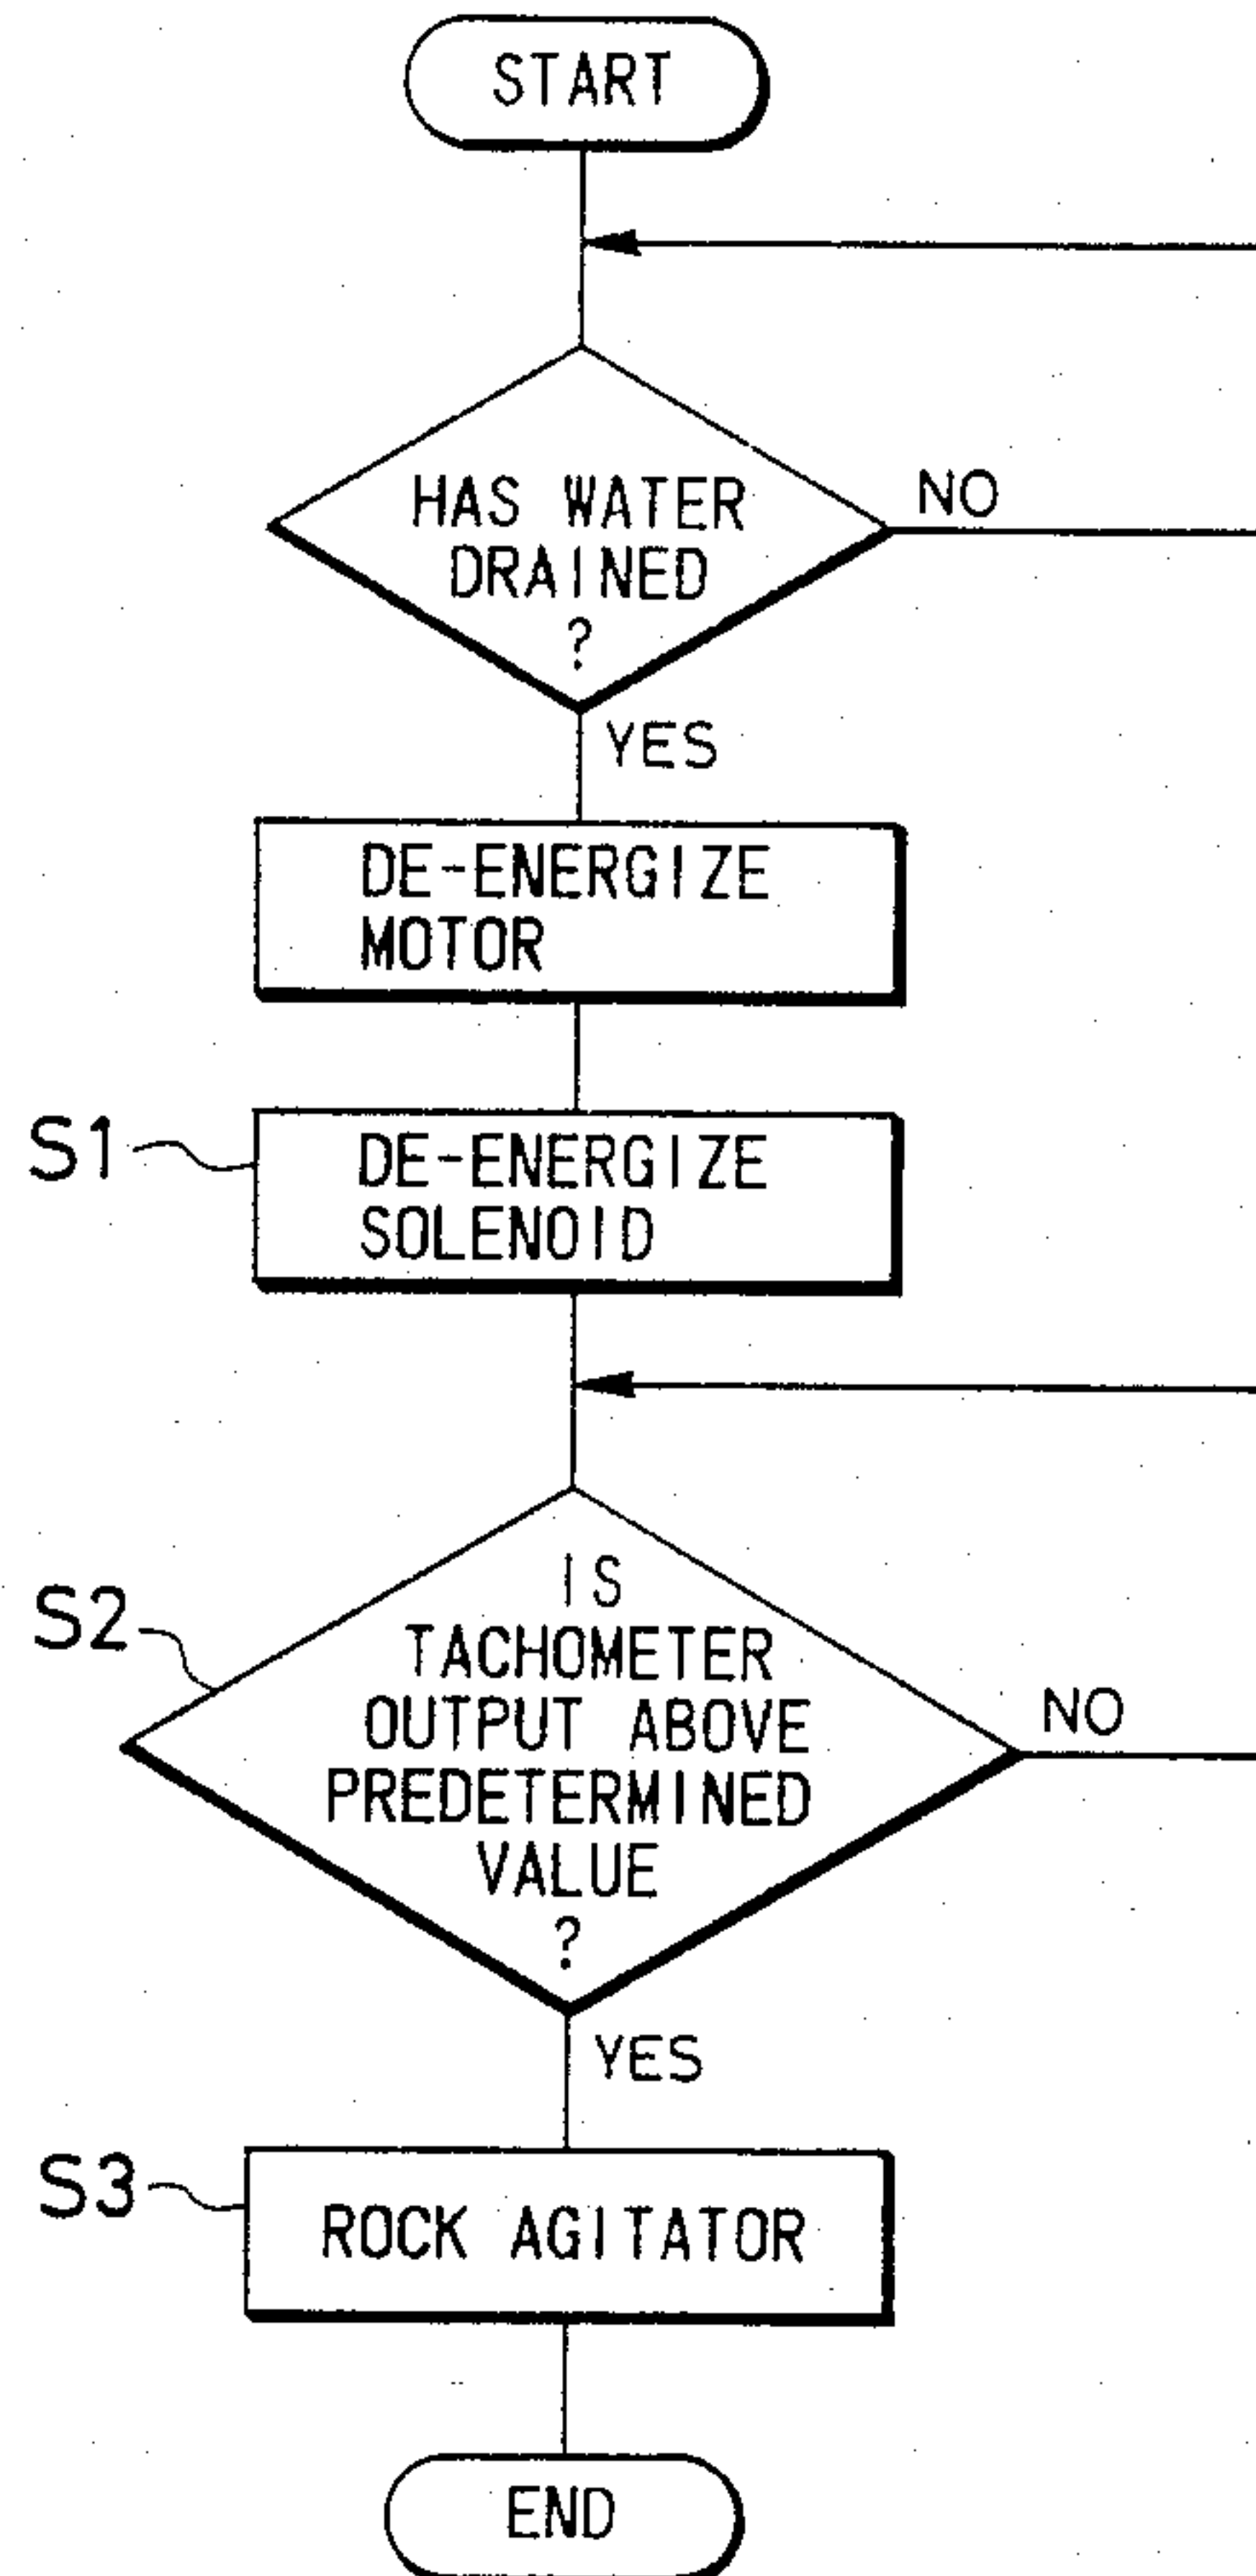 START
HAS WATER
DRAINED
?
NO
YES
DE-ENERGIZE
MOTOR
S1
DE-ENERGIZE
SOLENOID
S2
IS
TACHOMETER
OUTPUT ABOVE
PREDETERMINED
VALUE
?
NO
YES
S3
ROCK AGITATOR
END